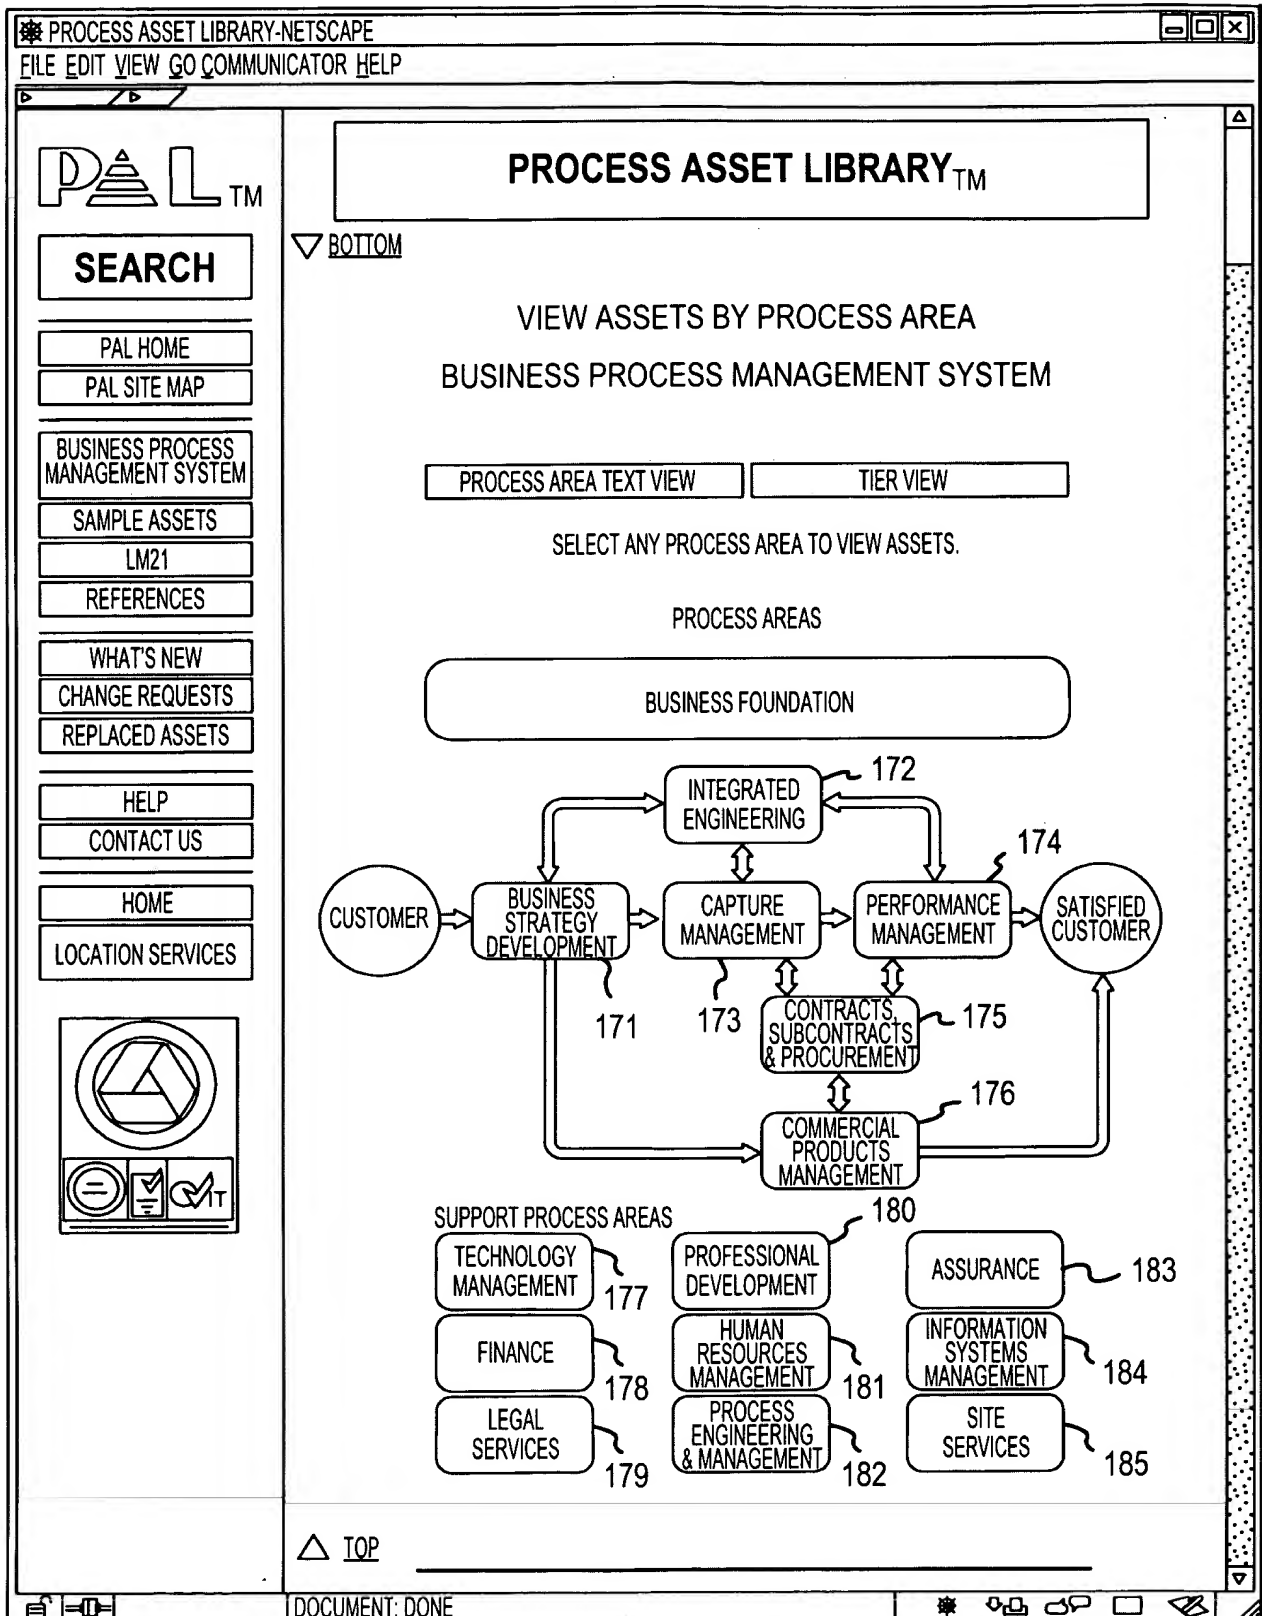 PROCESS ASSET LIBRARY-NETSCAPE
FILE EDIT VIEW GO COMMUNICATOR HELP
PAL TM
SEARCH
PAL HOME
PAL SITE MAP
BUSINESS PROCESS
MANAGEMENT SYSTEM
SAMPLE ASSETS
LM21
REFERENCES
WHAT'S NEW
CHANGE REQUESTS
REPLACED ASSETS
HELP
CONTACT US
HOME
LOCATION SERVICES
IT
PROCESS ASSET LIBRARY TM
BOTTOM
VIEW ASSETS BY PROCESS AREA
BUSINESS PROCESS MANAGEMENT SYSTEM
PROCESS AREA TEXT VIEW
TIER VIEW
SELECT ANY PROCESS AREA TO VIEW ASSETS.
PROCESS AREAS
BUSINESS FOUNDATION
INTEGRATED
ENGINEERING
172
CUSTOMER
BUSINESS
STRATEGY
DEVELOPMENT
171
CAPTURE
MANAGEMENT
173
PERFORMANCE
MANAGEMENT
174
SATISFIED
CUSTOMER
CONTRACTS,
SUBCONTRACTS
& PROCUREMENT
175
COMMERCIAL
PRODUCTS
MANAGEMENT
176
SUPPORT PROCESS AREAS
TECHNOLOGY
MANAGEMENT
177
PROFESSIONAL
DEVELOPMENT
180
ASSURANCE
183
FINANCE
178
HUMAN
RESOURCES
MANAGEMENT
181
INFORMATION
SYSTEMS
MANAGEMENT
184
LEGAL
SERVICES
179
PROCESS
ENGINEERING
& MANAGEMENT
182
SITE
SERVICES
185
TOP
DOCUMENT: DONE